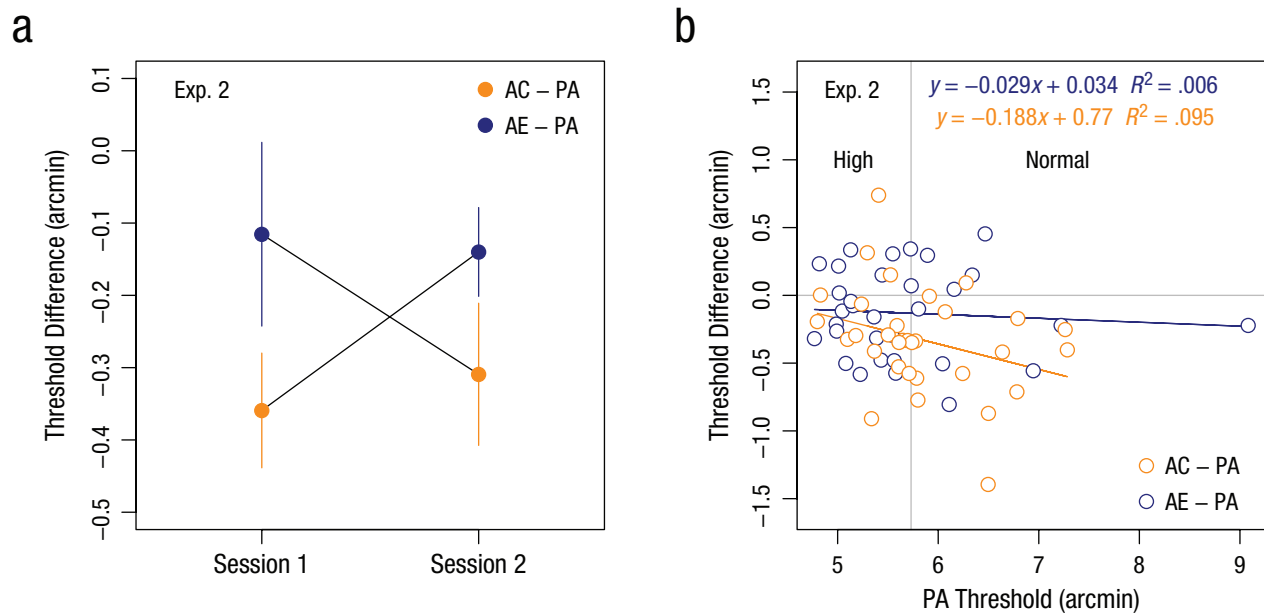 a
Exp. 2
AC – PA
AE – PA
Threshold Difference (arcmin)
0.1
0.0
−0.1
−0.2
−0.3
−0.4
−0.5
Session 1
Session 2
b
Exp. 2
y = −0.029x + 0.034 R² = .006
y = −0.188x + 0.77 R² = .095
High
Normal
Threshold Difference (arcmin)
1.5
1.0
0.5
0.0
−0.5
−1.0
−1.5
AC – PA
AE – PA
5 6 7 8 9
PA Threshold (arcmin)